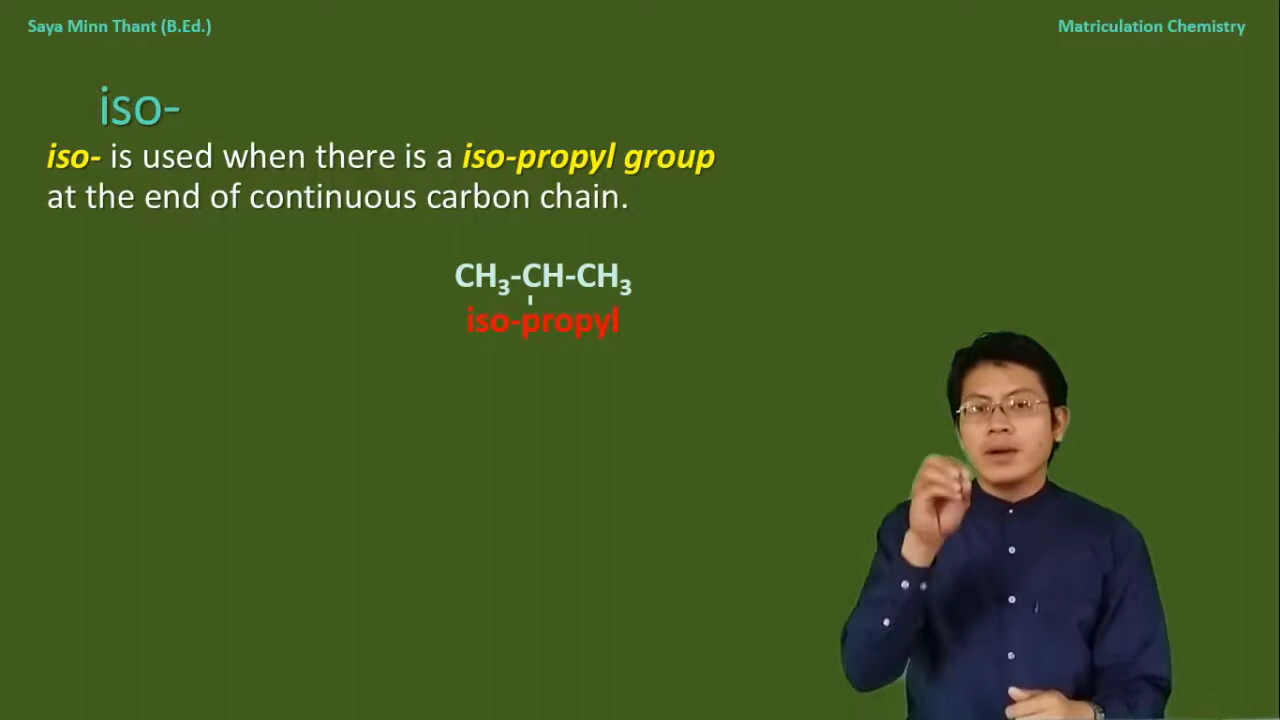 Saya Minn Thant (B.Ed.)
Matriculation Chemistry
iso-
iso- is used when there is a iso-propyl group
at the end of continuous carbon chain.
CH₃-CH-CH₃
iso-propyl